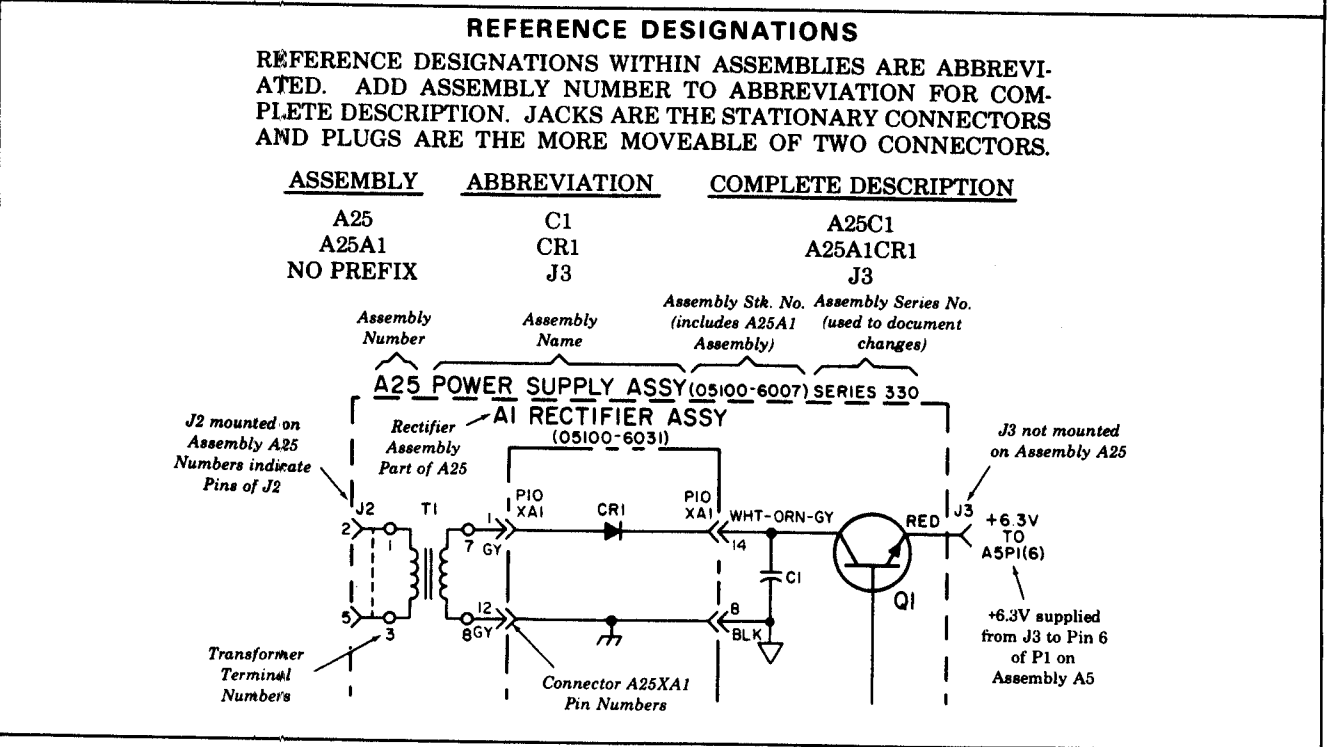 REFERENCE DESIGNATIONS
REFERENCE DESIGNATIONS WITHIN ASSEMBLIES ARE ABBREVI-
ATED. ADD ASSEMBLY NUMBER TO ABBREVIATION FOR COM-
PLETE DESCRIPTION. JACKS ARE THE STATIONARY CONNECTORS
AND PLUGS ARE THE MORE MOVEABLE OF TWO CONNECTORS.
ASSEMBLY ABBREVIATION COMPLETE DESCRIPTION
A25 C1 A25C1
A25A1 CR1 A25A1CR1
NO PREFIX J3 J3
Assembly
Number
Assembly
Name
Assembly Stk. No.
(includes A25A1
Assembly)
Assembly Series No.
(used to document
changes)
A25 POWER SUPPLY ASSY (05100-6007) SERIES 330
J2 mounted on
Assembly A25
Numbers indicate
Pins of J2
Rectifier
Assembly
Part of A25
A1 RECTIFIER ASSY
(05100-6031)
J3 not mounted
on Assembly A25
J2
T1
P1O
XA1
CR1
P1O
XA1
WHT-ORN-GY
RED
J3
+6.3V
TO
A5P1(6)
2
1
7
1
GY
14
C1
Q1
5
3
8
12
GY
8
BLK
+6.3V supplied
from J3 to Pin 6
of P1 on
Assembly A5
Transformer
Terminal
Numbers
Connector A25XA1
Pin Numbers